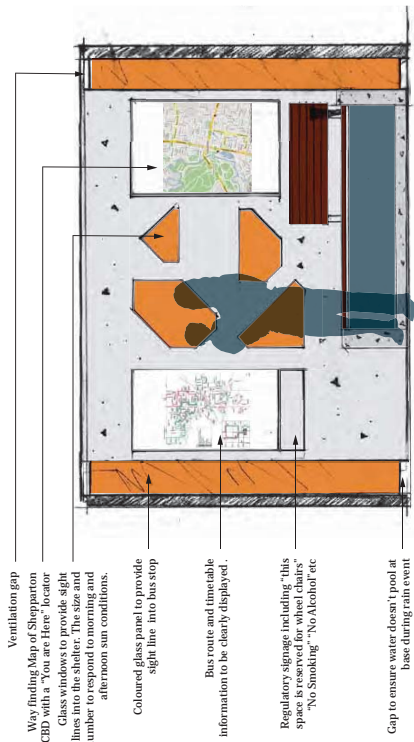 Ventilation gap
Way finding Map of Shepparton
CBD with a "You are Here" locator
Glass windows to provide sight
lines into the shelter. The size and
umber to respond to morning and
afternoon sun conditions.
Coloured glass panel to provide
sight line into bus stop
Bus route and timetable
information to be clearly displayed.
Regulatory signage including "this
space is reserved for wheel chairs"
"No Smoking" "No Alcohol" etc
Gap to ensure water doesn't pool at
base during rain event